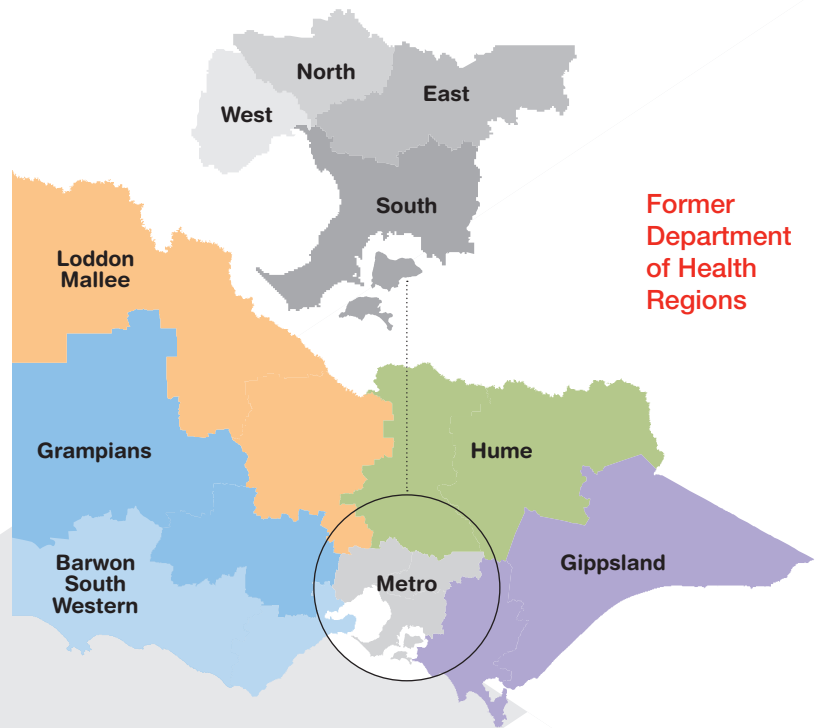 North
East
West
South
Former
Department
of Health
Regions
Loddon
Mallee
Grampians
Hume
Barwon
South
Western
Metro
Gippsland